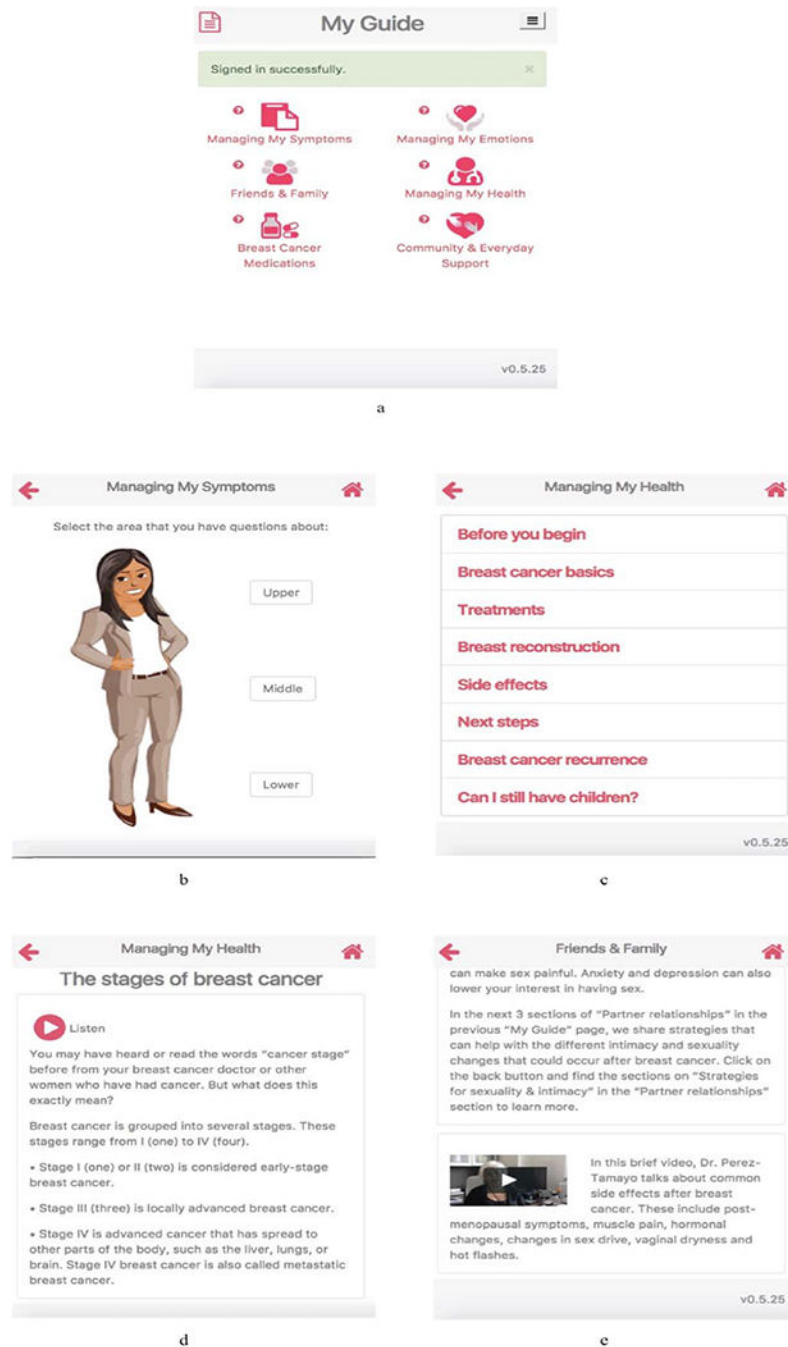 My Guide
Signed in successfully. ×
Managing My Symptoms
Managing My Emotions
Friends & Family
Managing My Health
Breast Cancer
Medications
Community & Everyday
Support
v0.5.25
a
Managing My Symptoms
Select the area that you have questions about:
Upper
Middle
Lower
b
Managing My Health
Before you begin
Breast cancer basics
Treatments
Breast reconstruction
Side effects
Next steps
Breast cancer recurrence
Can I still have children?
v0.5.25
c
Managing My Health
The stages of breast cancer
Listen
You may have heard or read the words "cancer stage"
before from your breast cancer doctor or other
women who have had cancer. But what does this
exactly mean?
Breast cancer is grouped into several stages. These
stages range from I (one) to IV (four).
• Stage I (one) or II (two) is considered early-stage
breast cancer.
• Stage III (three) is locally advanced breast cancer.
• Stage IV is advanced cancer that has spread to
other parts of the body, such as the liver, lungs, or
brain. Stage IV breast cancer is also called metastatic
breast cancer.
d
Friends & Family
can make sex painful. Anxiety and depression can also
lower your interest in having sex.
In the next 3 sections of "Partner relationships" in the
previous "My Guide" page, we share strategies that
can help with the different intimacy and sexuality
changes that could occur after breast cancer. Click on
the back button and find the sections on "Strategies
for sexuality & intimacy" in the "Partner relationships"
section to learn more.
In this brief video, Dr. Perez-
Tamayo talks about common
side effects after breast
cancer. These include post-
menopausal symptoms, muscle pain, hormonal
changes, changes in sex drive, vaginal dryness and
hot flashes.
v0.5.25
e